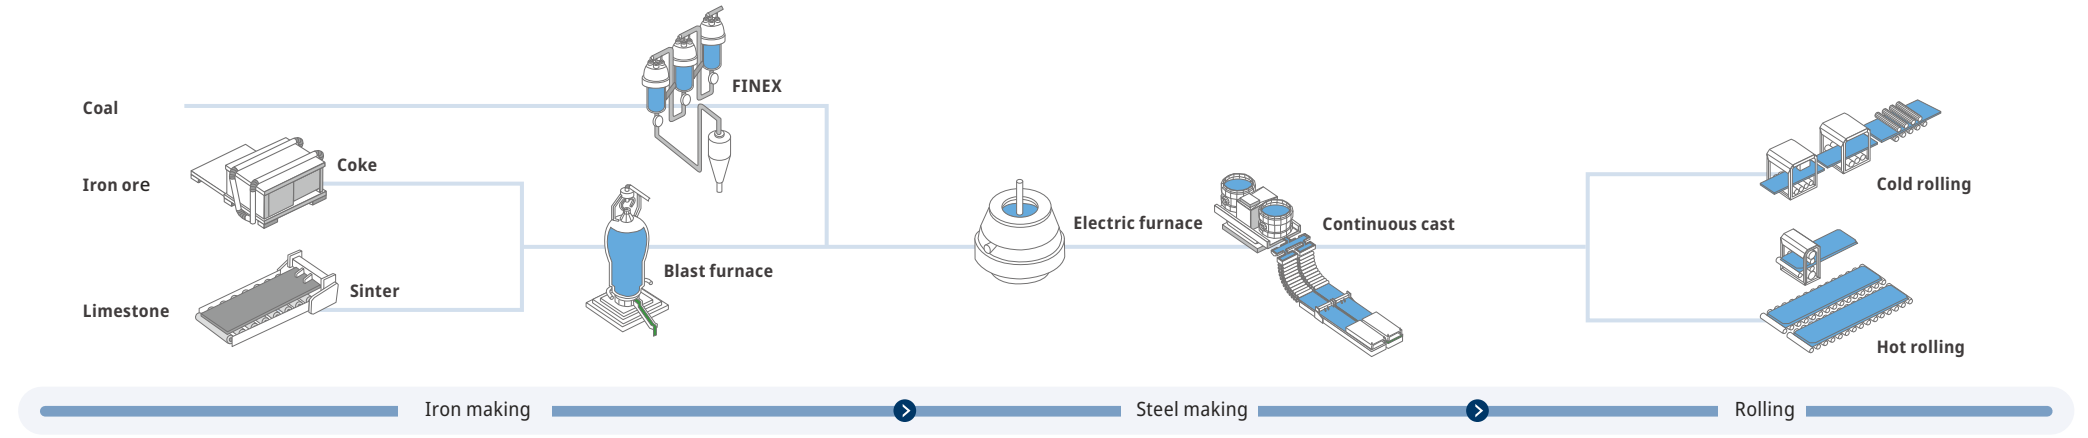 Coal
Iron ore
Limestone
Coke
Sinter
FINEX
Blast furnace
Electric furnace
Continuous cast
Cold rolling
Hot rolling
Iron making
Steel making
Rolling